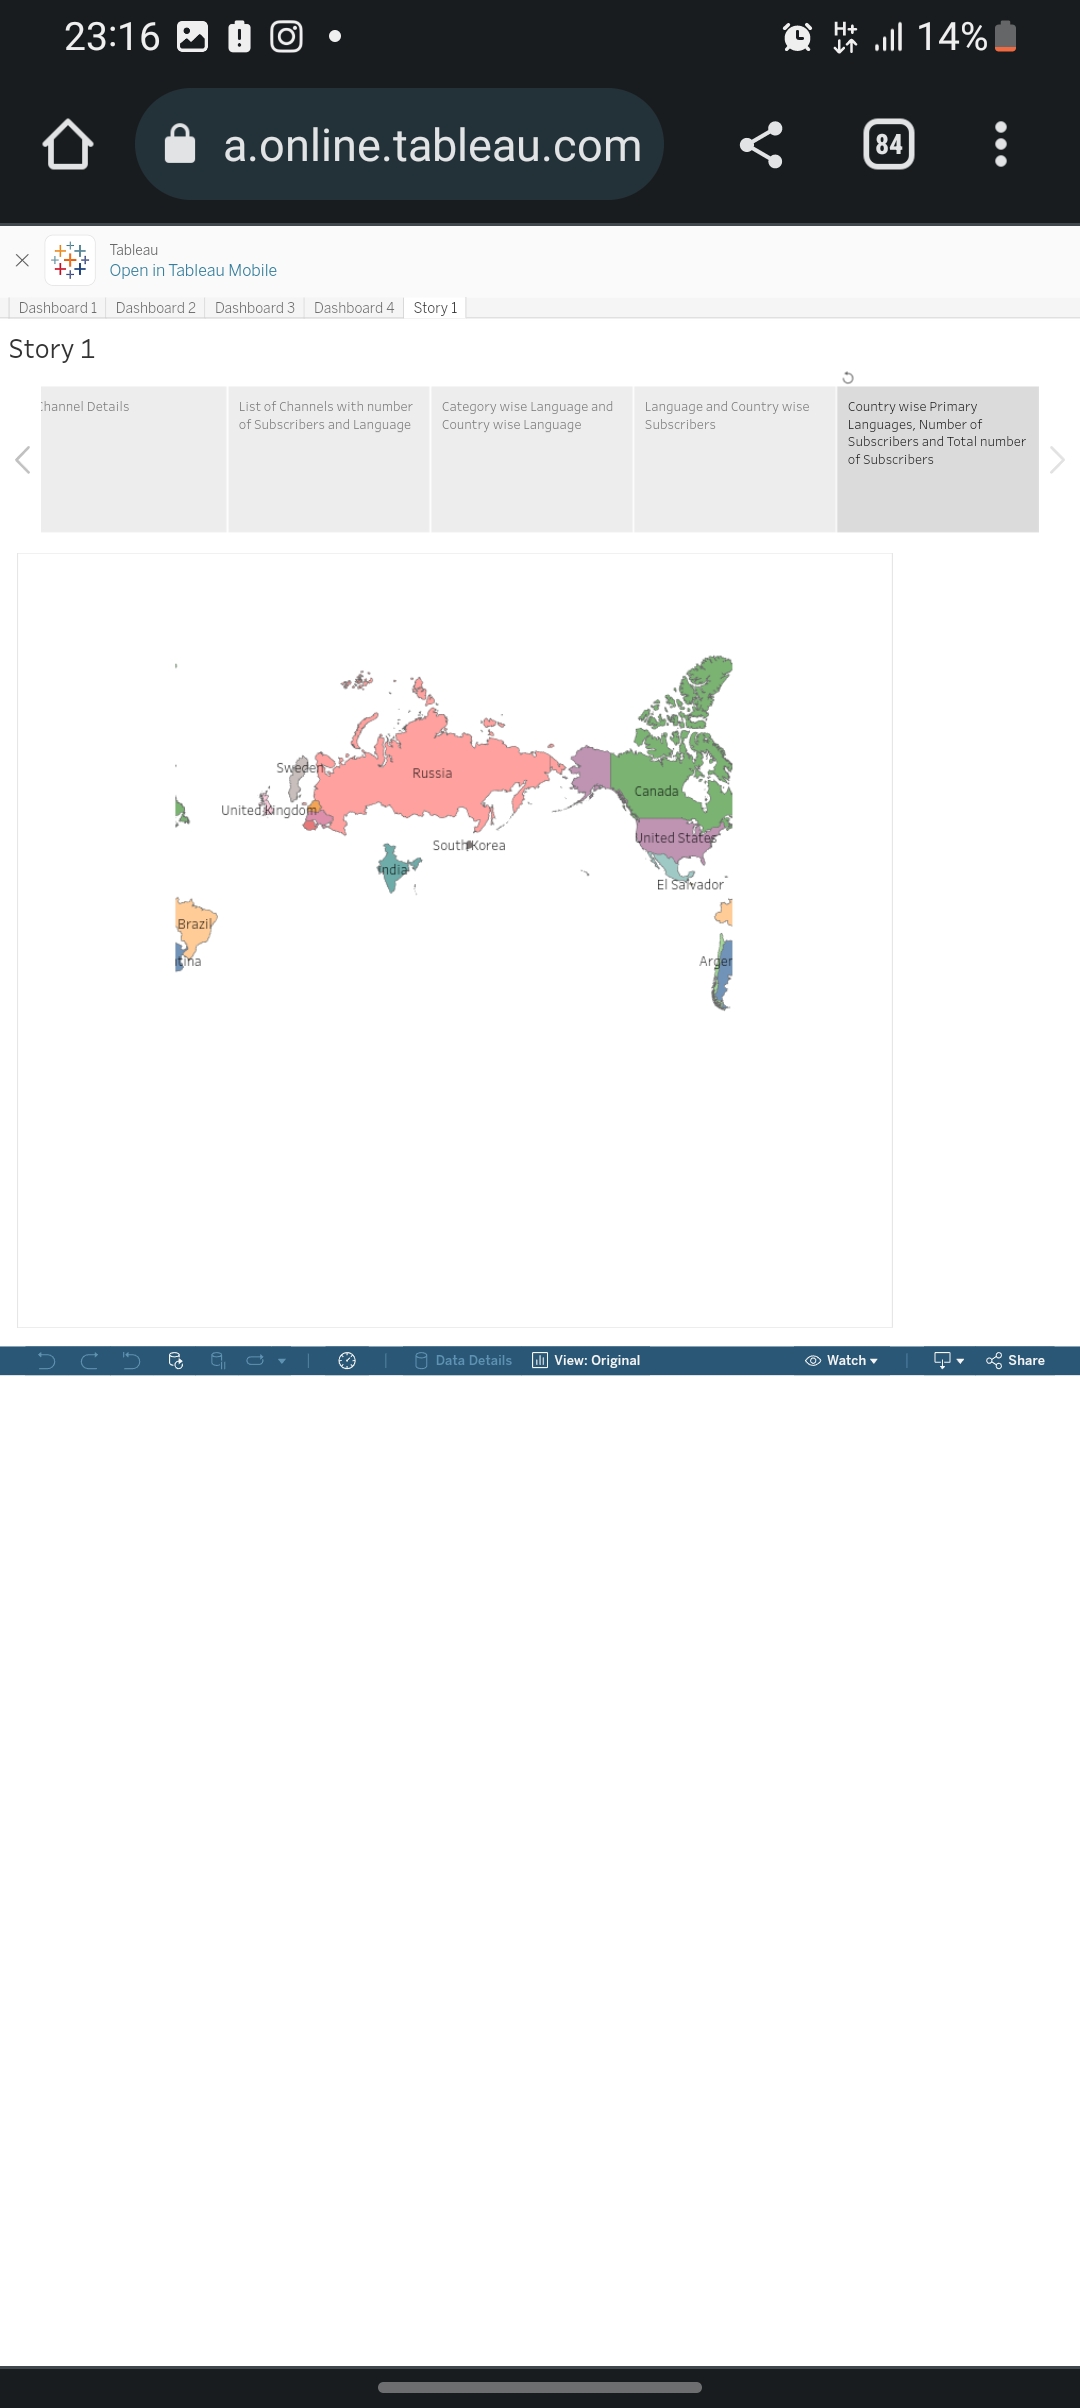 23:16
H+
14%
a.online.tableau.com
84
Tableau
Open in Tableau Mobile
Dashboard 1
Dashboard 2
Dashboard 3
Dashboard 4
Story 1
Story 1
Channel Details
List of Channels with number
of Subscribers and Language
Category wise Language and
Country wise Language
Language and Country wise
Subscribers
Country wise Primary
Languages, Number of
Subscribers and Total number
of Subscribers
Sweden
Russia
Canada
United Kingdom
United States
South Korea
India
El Salvador
Brazil
tina
Argen
Data Details
View: Original
Watch
Share